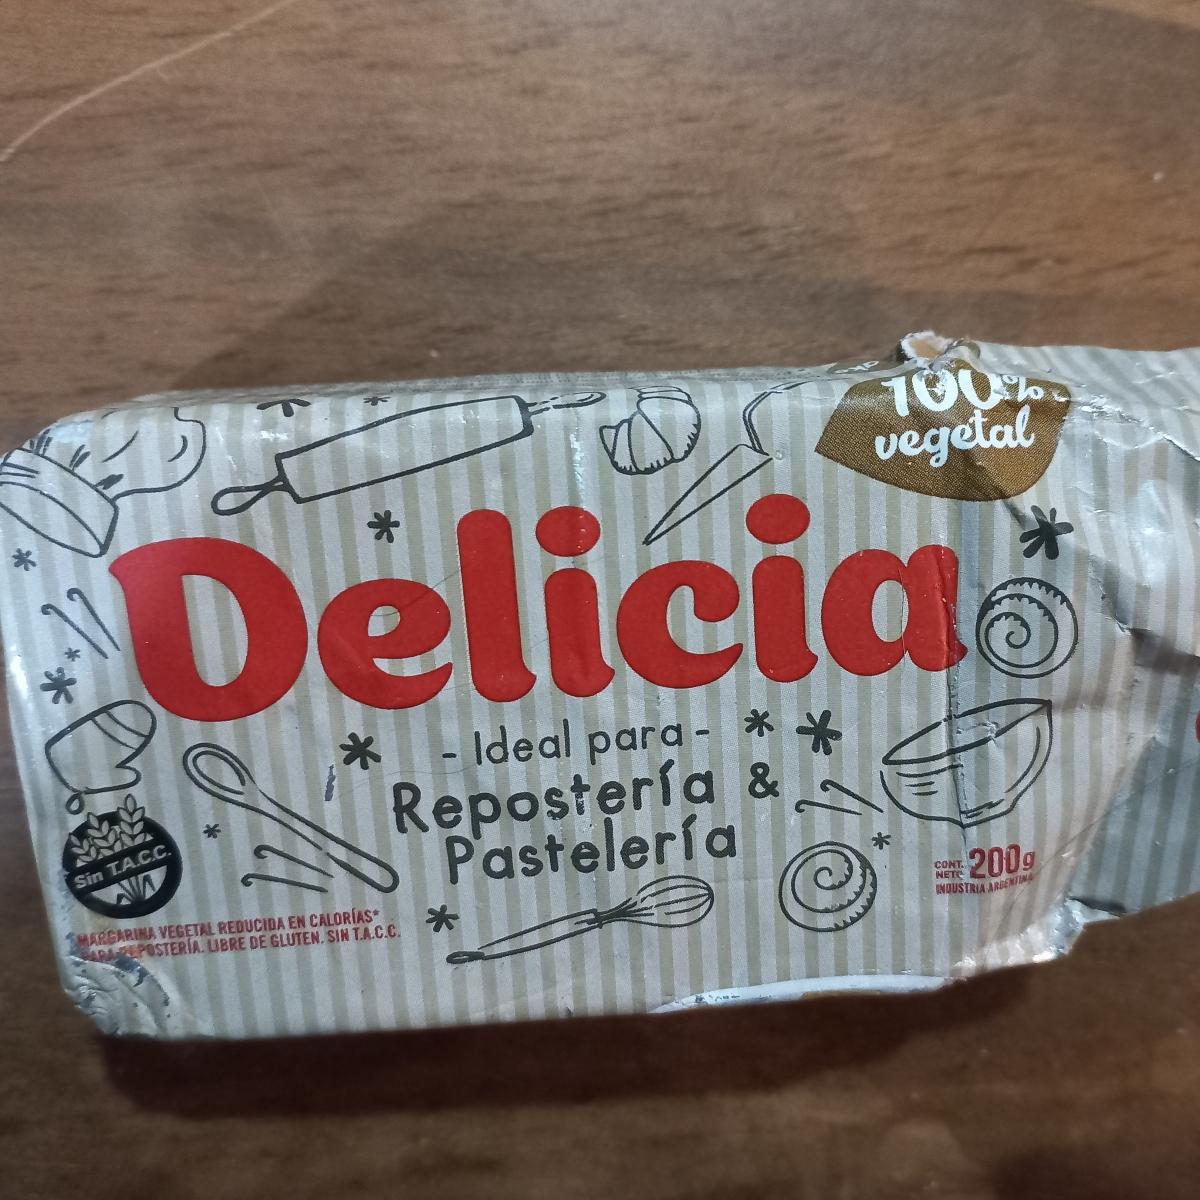 100%
vegetal
Delicia
- Ideal para -
Repostería &
Pastelería
Sin T.A.C.C.
CONT.
NETO 200g
INDUSTRIA ARGENTINA
MARGARINA VEGETAL REDUCIDA EN CALORÍAS*
PARA REPOSTERÍA. LIBRE DE GLUTEN. SIN T.A.C.C.